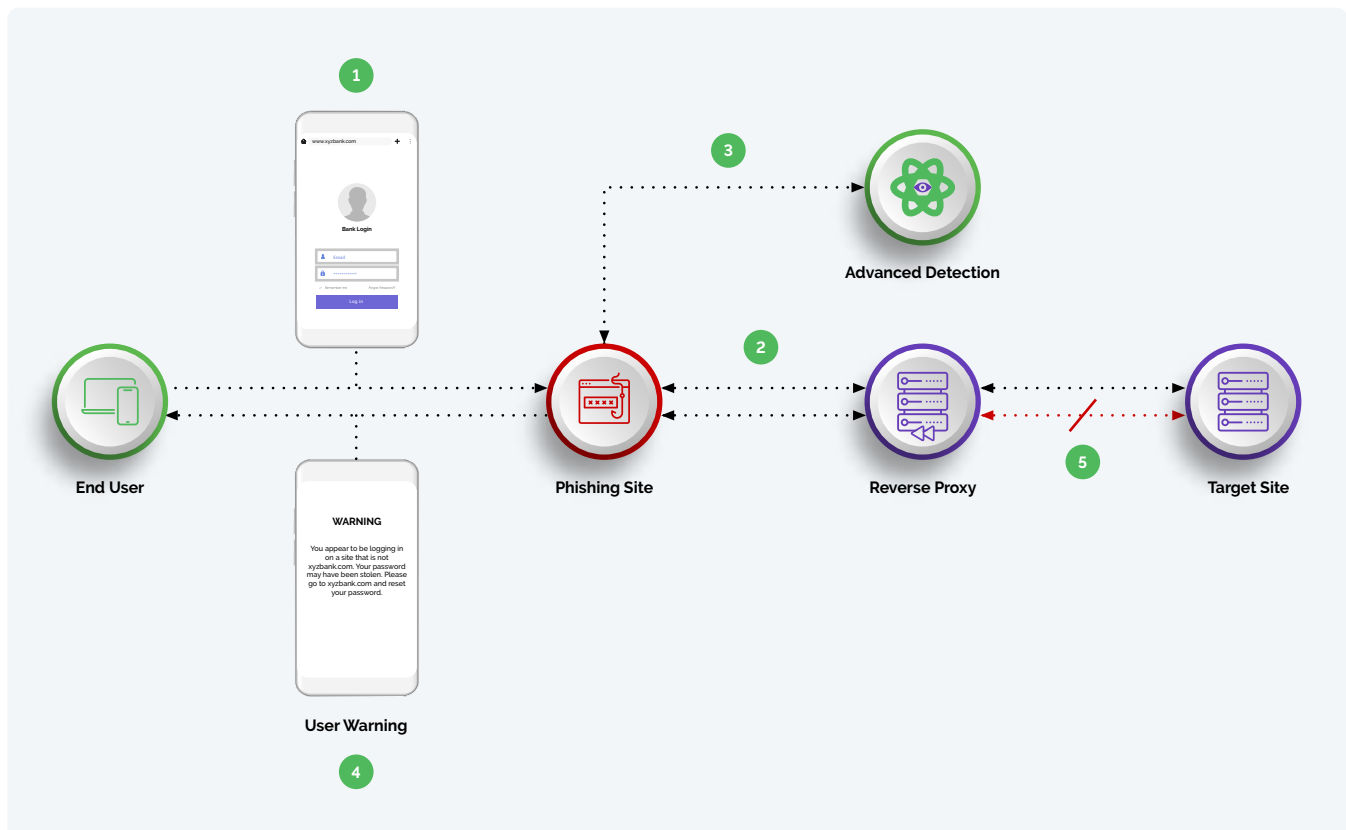 1
www.xyzbank.com
Bank Login
Email
Remember me
Forgot Password?
Log In
3
Advanced Detection
2
End User
Phishing Site
Reverse Proxy
5
Target Site
WARNING
You appear to be logging in
on a site that is not
xyzbank.com. Your password
may have been stolen. Please
go to xyzbank.com and reset
your password.
User Warning
4